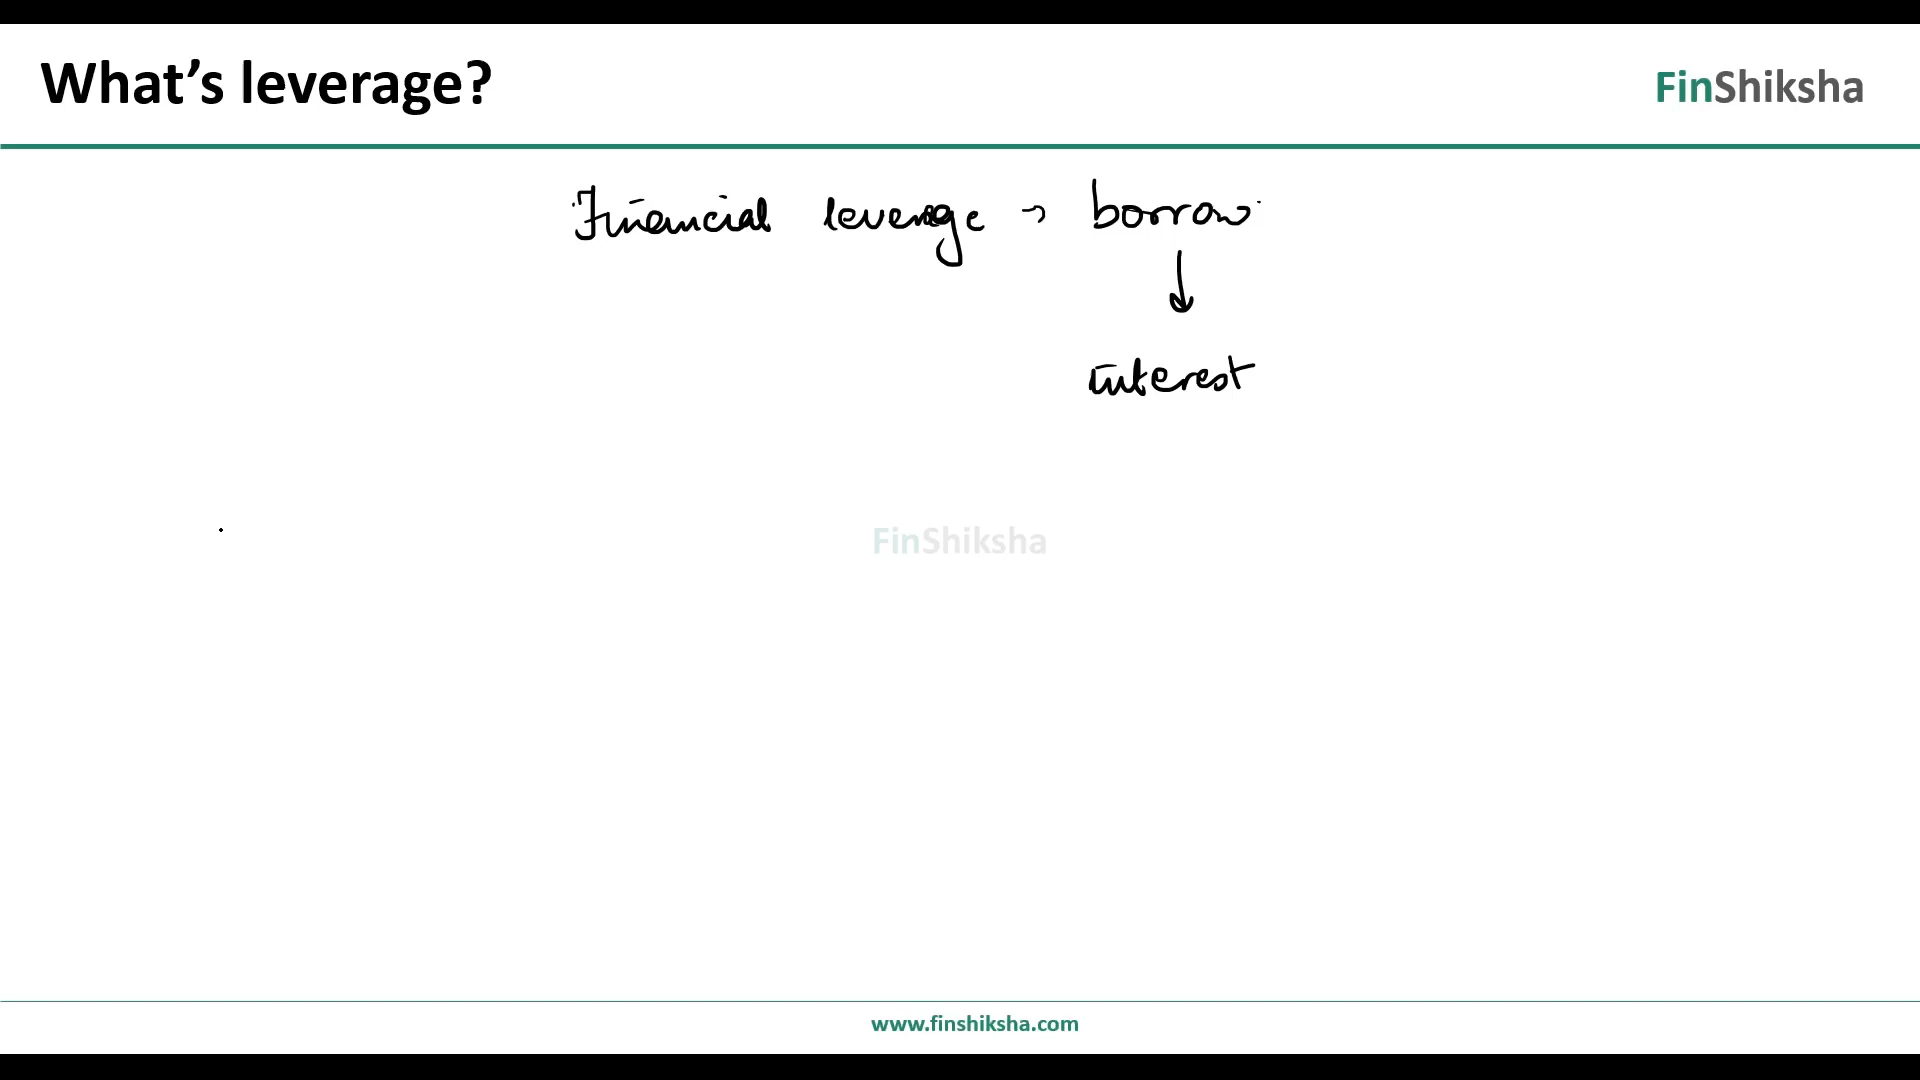 What's leverage?
FinShiksha
Financial leverage → borrow
↓
interest
FinShiksha
www.finshiksha.com